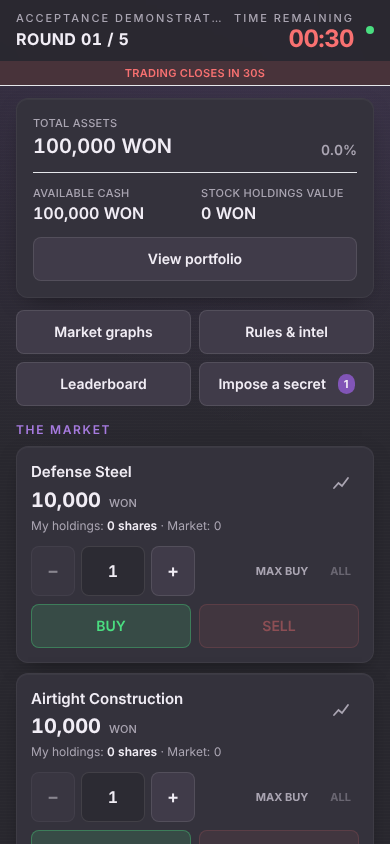 ACCEPTANCE DEMONSTRAT... TIME REMAINING
ROUND 01 / 5 00:30
TRADING CLOSES IN 30S
TOTAL ASSETS
100,000 WON 0.0%
AVAILABLE CASH STOCK HOLDINGS VALUE
100,000 WON 0 WON
View portfolio
Market graphs Rules & intel
Leaderboard Impose a secret 1
THE MARKET
Defense Steel
10,000 WON
My holdings: 0 shares · Market: 0
− 1 + MAX BUY ALL
BUY SELL
Airtight Construction
10,000 WON
My holdings: 0 shares · Market: 0
− 1 + MAX BUY ALL